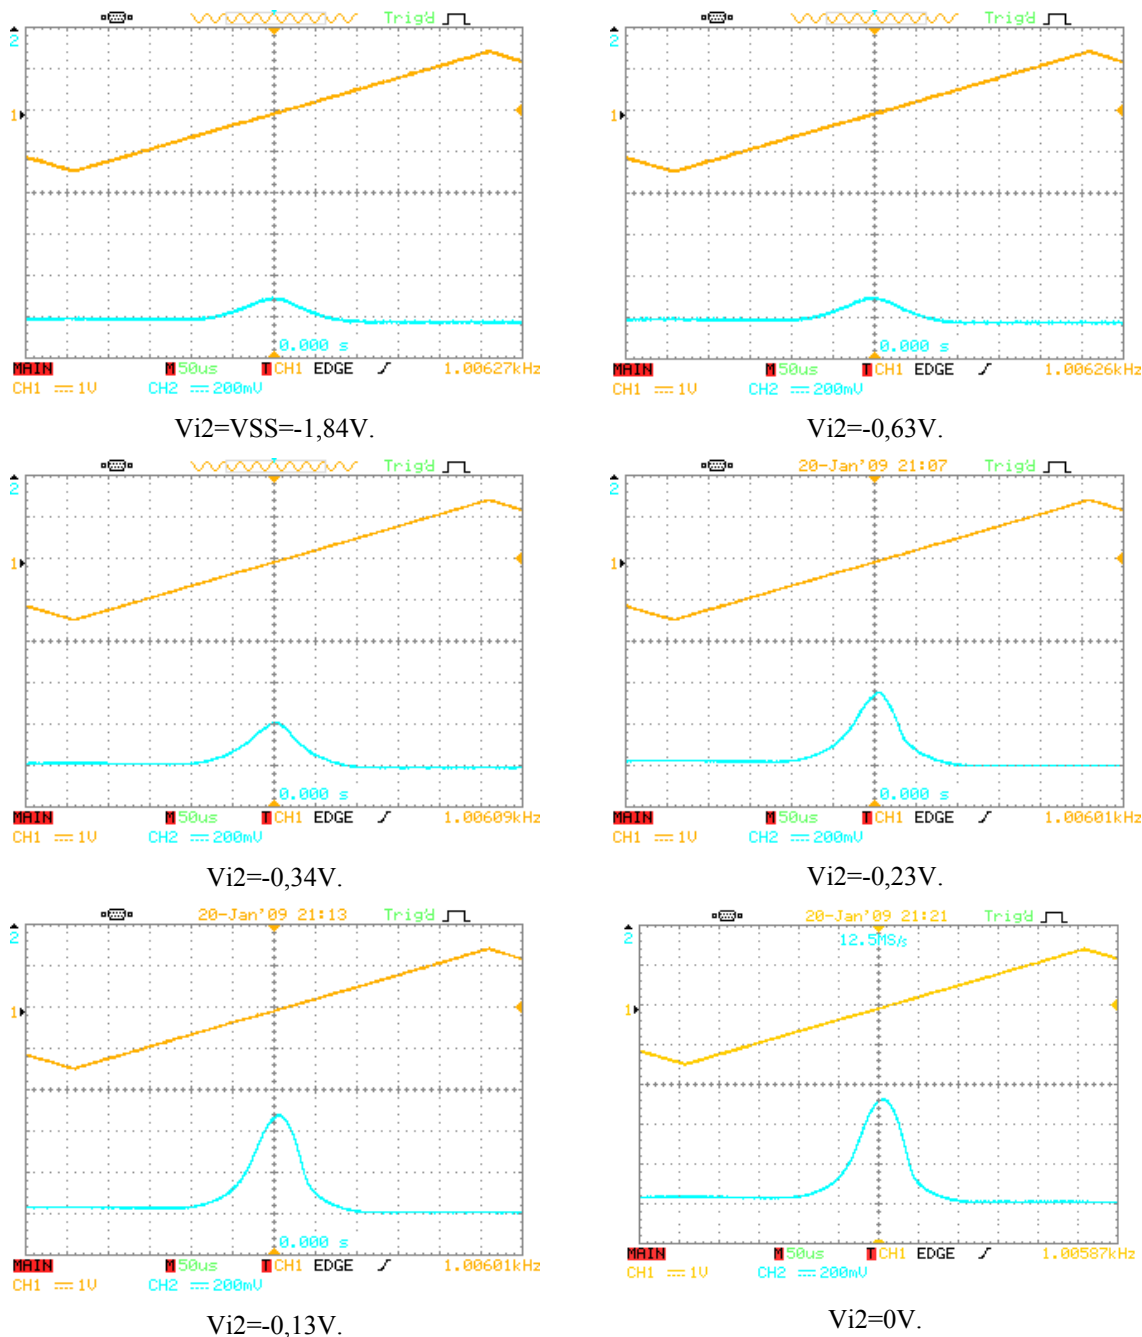 Trig'd Trig'd
2 2
1 1
0.000 s 0.000 s
MAIN M 50us T CH1 EDGE 1.00627kHz MAIN M 50us T CH1 EDGE 1.00626kHz
CH1 1V CH2 200mV CH1 1V CH2 200mV
Vi2=VSS=-1,84V. Vi2=-0,63V.
Trig'd 20-Jan'09 21:07 Trig'd
2 2
1 1
0.000 s 0.000 s
MAIN M 50us T CH1 EDGE 1.00609kHz MAIN M 50us T CH1 EDGE 1.00601kHz
CH1 1V CH2 200mV CH1 1V CH2 200mV
Vi2=-0,34V. Vi2=-0,23V.
20-Jan'09 21:13 Trig'd 20-Jan'09 21:21 Trig'd
2 2 12.5MS/s
1 1
0.000 s
MAIN M 50us T CH1 EDGE 1.00601kHz MAIN M 50us T CH1 EDGE 1.00587kHz
CH1 1V CH2 200mV CH1 1V CH2 200mV
Vi2=-0,13V. Vi2=0V.